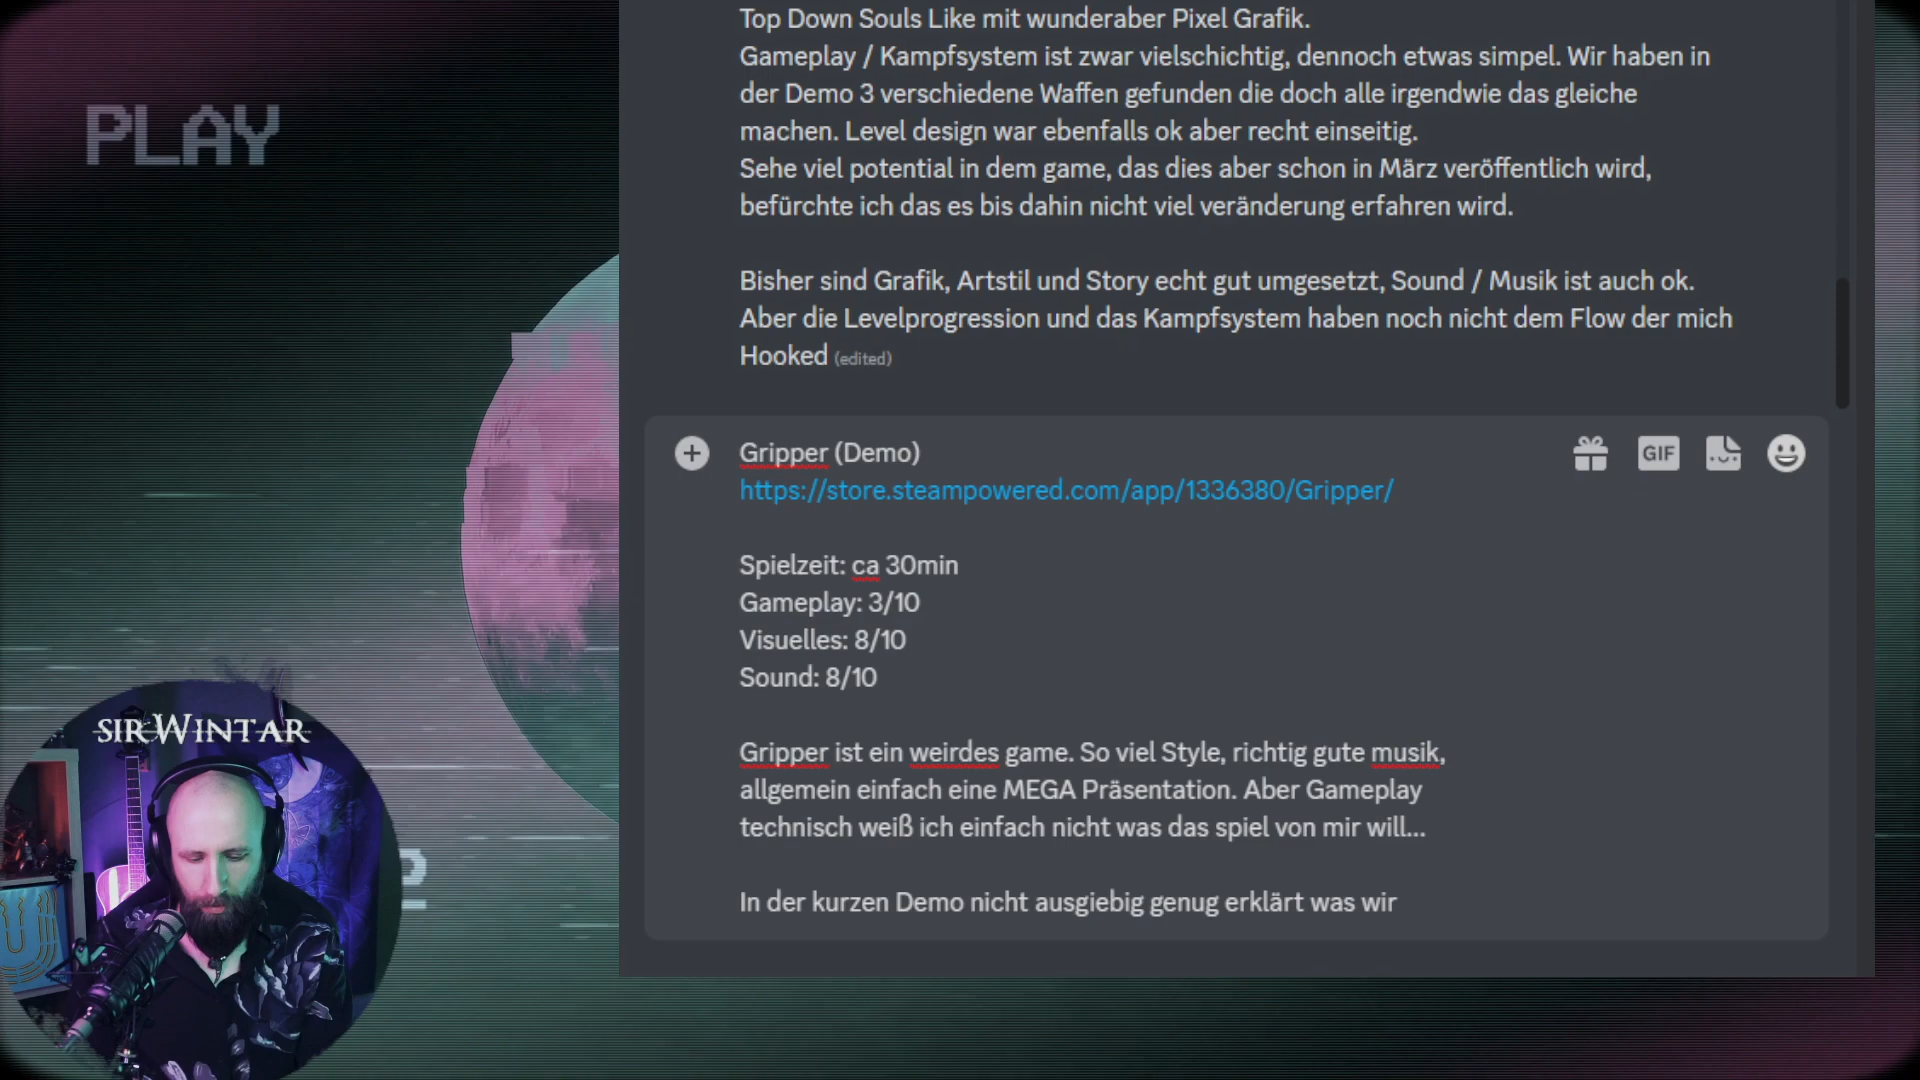 Top Down Souls Like mit wunderaber Pixel Grafik.
Gameplay / Kampfsystem ist zwar vielschichtig, dennoch etwas simpel. Wir haben in
der Demo 3 verschiedene Waffen gefunden die doch alle irgendwie das gleiche
machen. Level design war ebenfalls ok aber recht einseitig.
Sehe viel potential in dem game, das dies aber schon in März veröffentlich wird,
befürchte ich das es bis dahin nicht viel veränderung erfahren wird.
Bisher sind Grafik, Artstil und Story echt gut umgesetzt, Sound / Musik ist auch ok.
Aber die Levelprogression und das Kampfsystem haben noch nicht dem Flow der mich
Hooked (edited)
PLAY
Gripper (Demo)
GIF
https://store.steampowered.com/app/1336380/Gripper/
Spielzeit: ca 30min
Gameplay: 3/10
Visuelles: 8/10
Sound: 8/10
Gripper ist ein weirdes game. So viel Style, richtig gute musik,
allgemein einfach eine MEGA Präsentation. Aber Gameplay
technisch weiß ich einfach nicht was das spiel von mir will...
In der kurzen Demo nicht ausgiebig genug erklärt was wir
SIRWINTAR